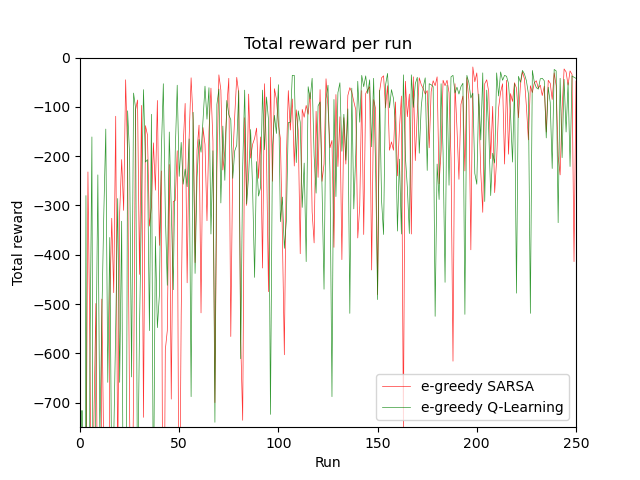 Total reward per run
Total reward
0
−100
−200
−300
−400
−500
−600
−700
0 50 100 150 200 250
Run
e-greedy SARSA
e-greedy Q-Learning